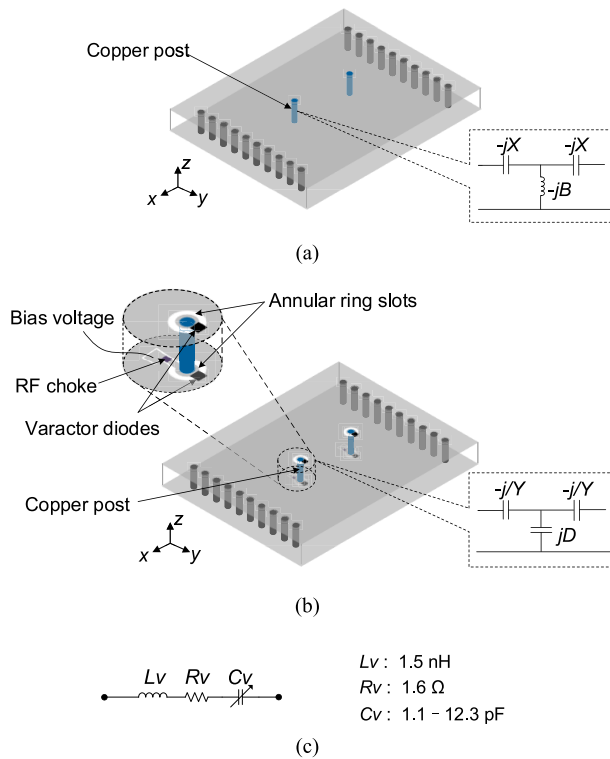 Copper post
-jX
-jX
-jB
z
x
y
(a)
Annular ring slots
Bias voltage
RF choke
Varactor diodes
Copper post
-j/Y
-j/Y
jD
z
x
y
(b)
Lv
Rv
Cv
Lv : 1.5 nH
Rv : 1.6 Ω
Cv : 1.1 – 12.3 pF
(c)